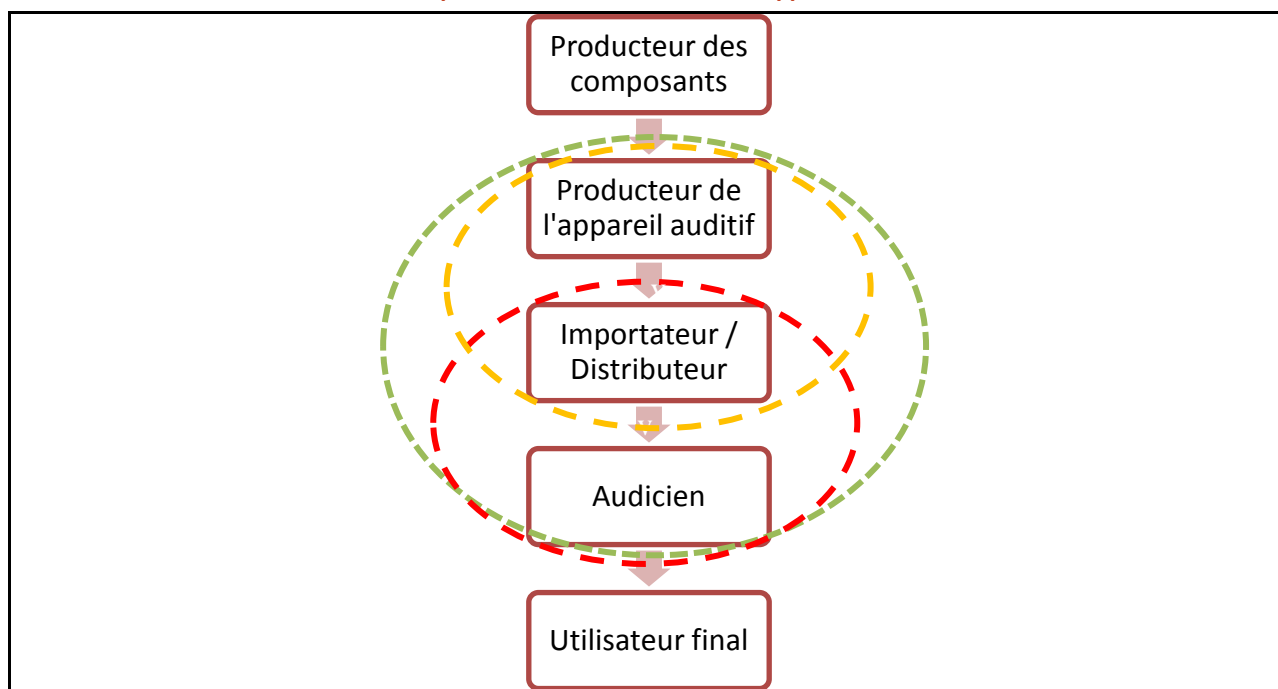 Producteur des
composants
Producteur de
l'appareil auditif
Importateur /
Distributeur
Audicien
Utilisateur final